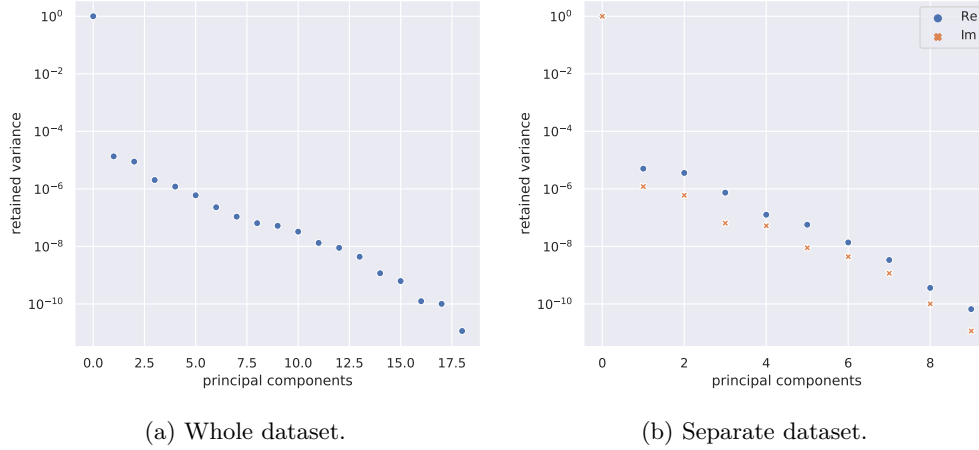 10^0
10^−2
10^−4
10^−6
10^−8
10^−10
retained variance
0.0 2.5 5.0 7.5 10.0 12.5 15.0 17.5
principal components
(a) Whole dataset.
Re
Im
10^0
10^−2
10^−4
10^−6
10^−8
10^−10
retained variance
0 2 4 6 8
principal components
(b) Separate dataset.